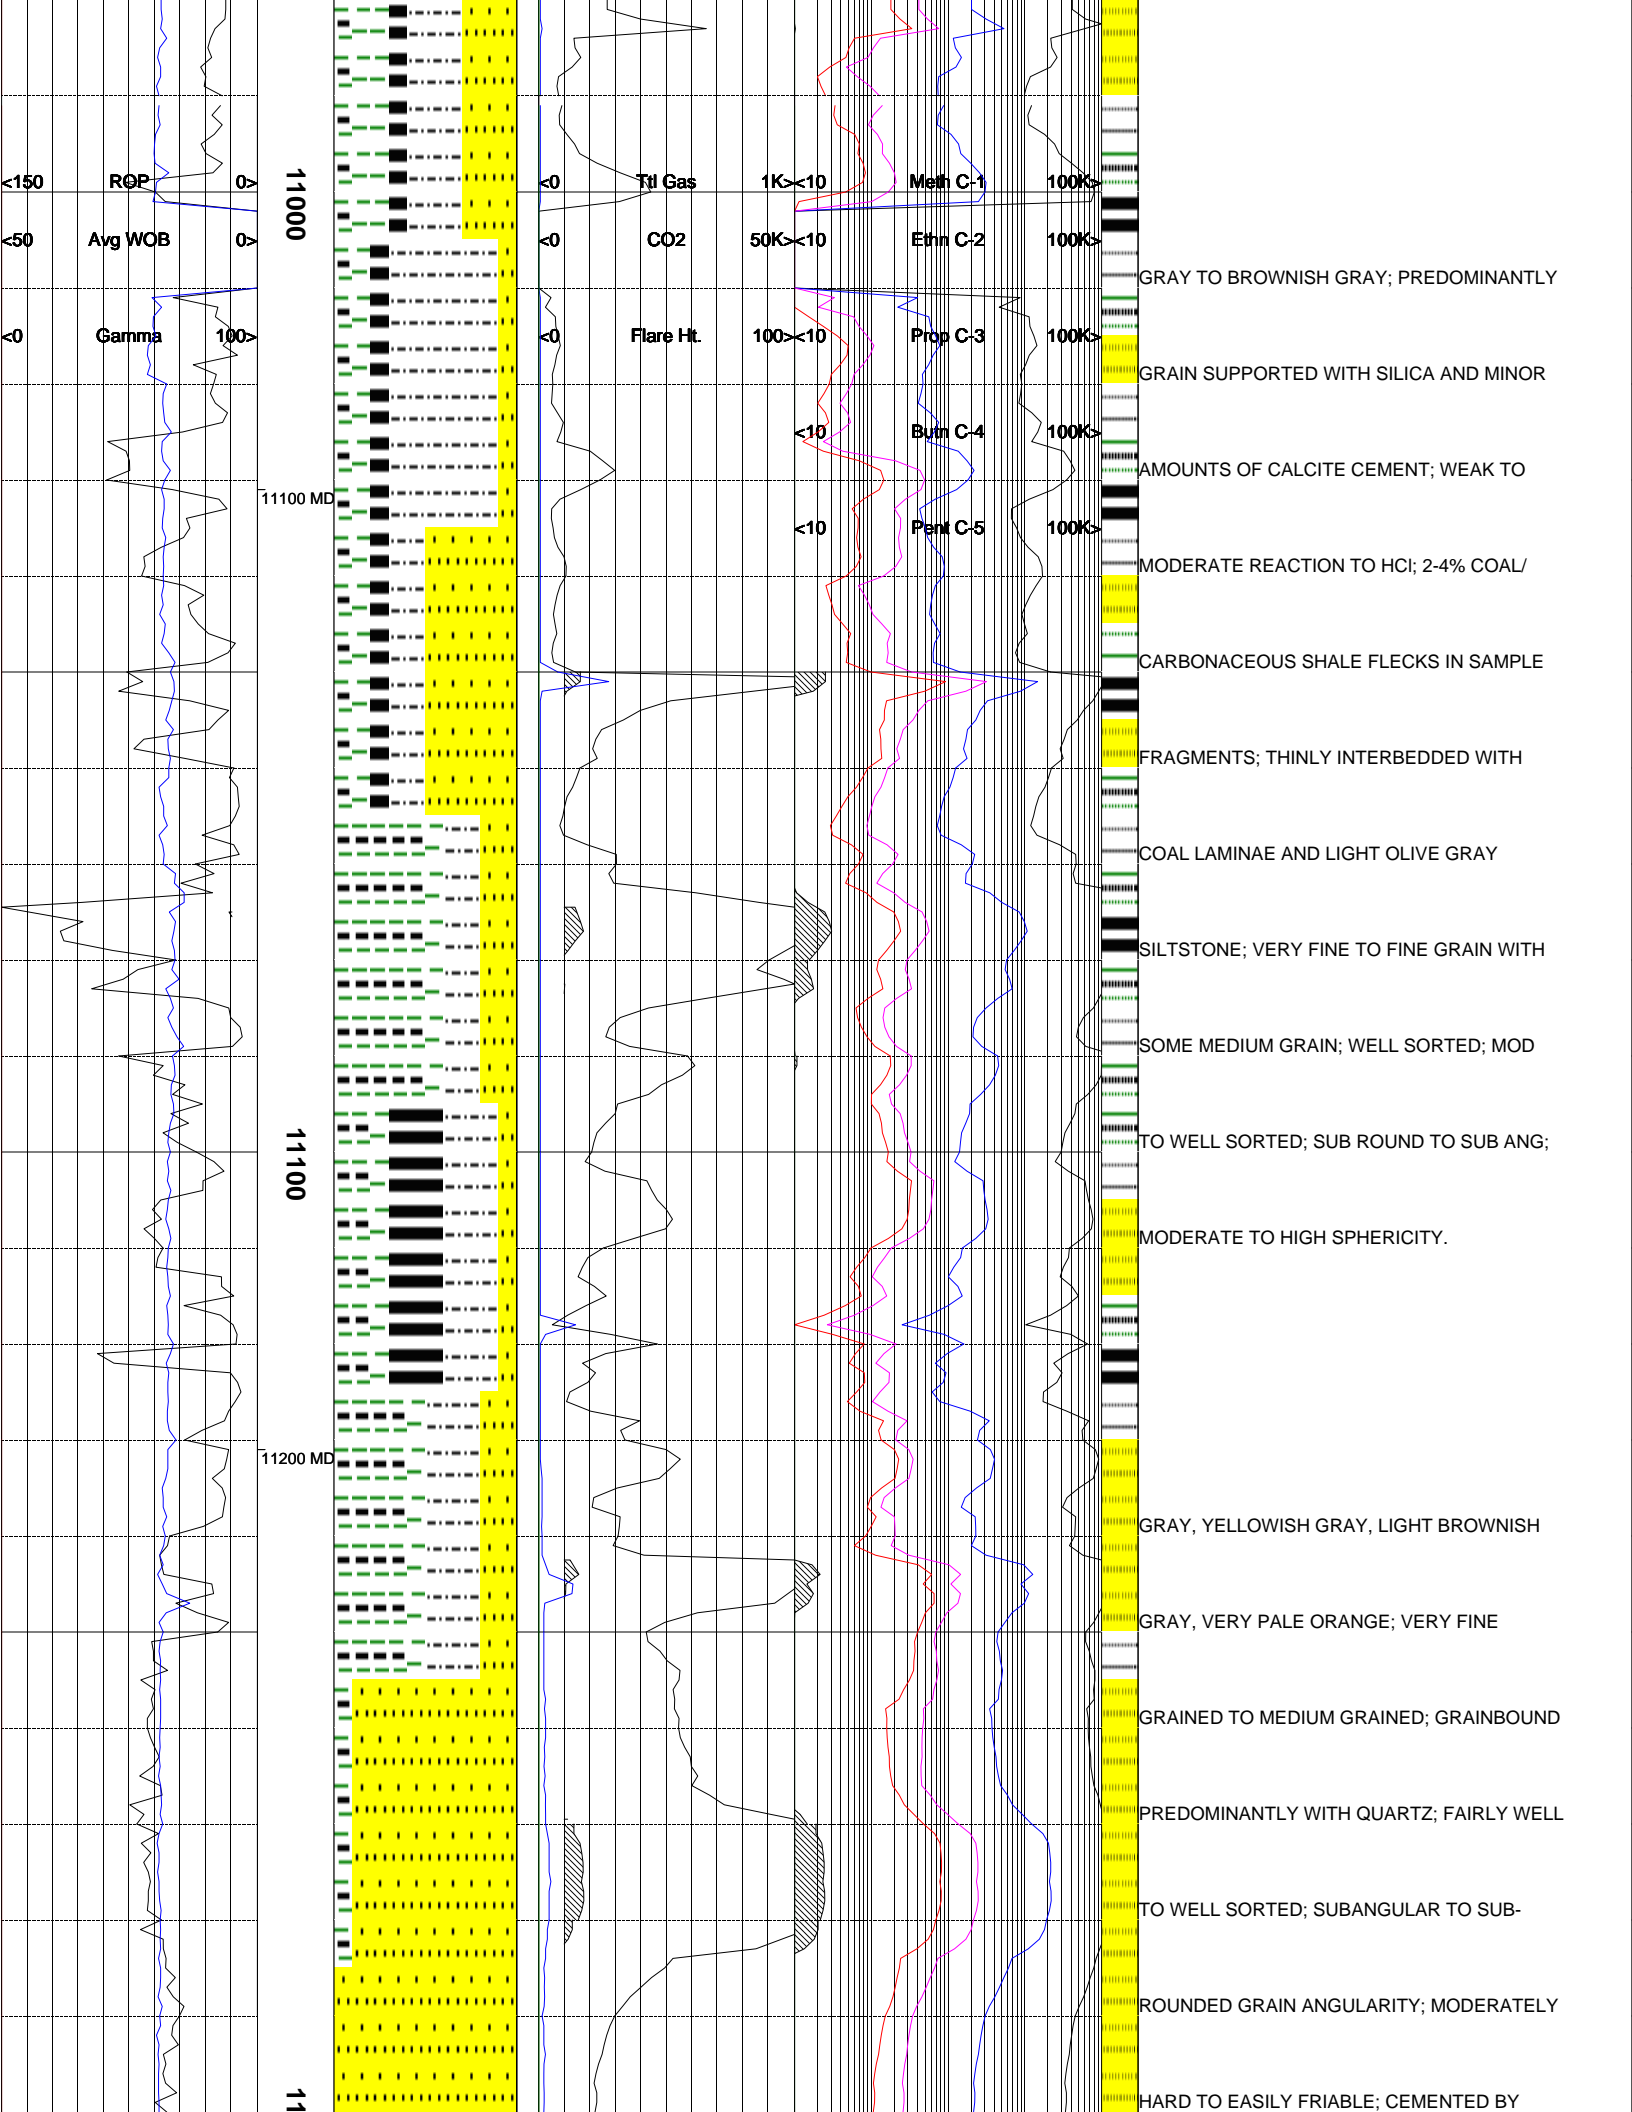 <150 ROP 0>
<0 Ttl Gas 1K>
<10 Meth C-1 100K>
11000
<50 Avg WOB 0>
<0 CO2 50K>
<10 Ethn C-2 100K>
GRAY TO BROWNISH GRAY; PREDOMINANTLY
<0 Gamma 100>
<0 Flare Ht. 100>
<10 Prop C-3 100K>
GRAIN SUPPORTED WITH SILICA AND MINOR
<10 Butn C-4 100K>
AMOUNTS OF CALCITE CEMENT; WEAK TO
11100 MD
<10 Pent C-5 100K>
MODERATE REACTION TO HCl; 2-4% COAL/
CARBONACEOUS SHALE FLECKS IN SAMPLE
FRAGMENTS; THINLY INTERBEDDED WITH
COAL LAMINAE AND LIGHT OLIVE GRAY
SILTSTONE; VERY FINE TO FINE GRAIN WITH
SOME MEDIUM GRAIN; WELL SORTED; MOD
11100
TO WELL SORTED; SUB ROUND TO SUB ANG;
MODERATE TO HIGH SPHERICITY.
11200 MD
GRAY, YELLOWISH GRAY, LIGHT BROWNISH
GRAY, VERY PALE ORANGE; VERY FINE
GRAINED TO MEDIUM GRAINED; GRAINBOUND
PREDOMINANTLY WITH QUARTZ; FAIRLY WELL
TO WELL SORTED; SUBANGULAR TO SUB-
ROUNDED GRAIN ANGULARITY; MODERATELY
HARD TO EASILY FRIABLE; CEMENTED BY